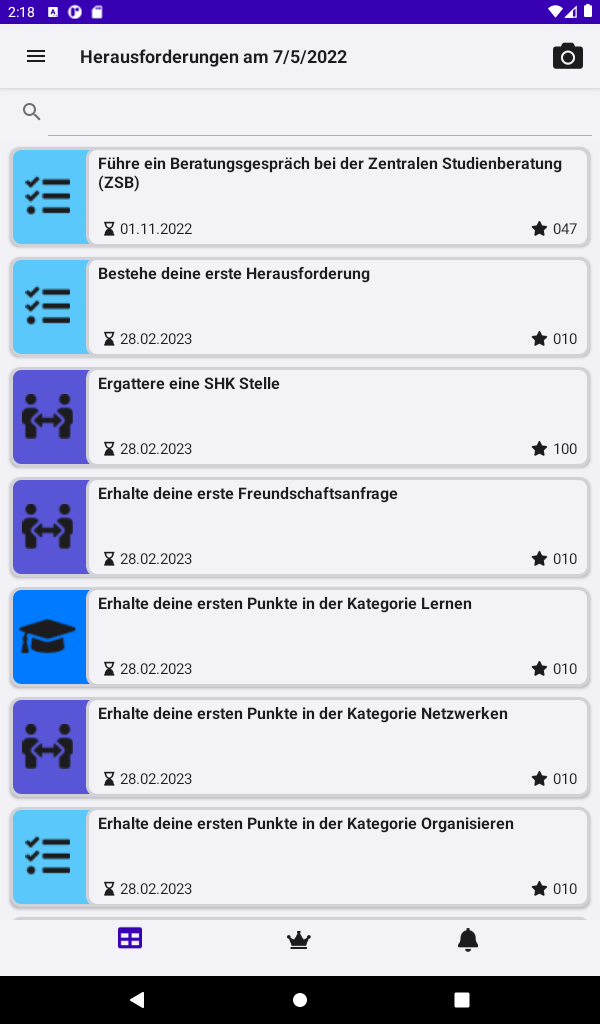 2:18
Herausforderungen am 7/5/2022
Führe ein Beratungsgespräch bei der Zentralen Studienberatung
(ZSB)
01.11.2022 047
Bestehe deine erste Herausforderung
28.02.2023 010
Ergattere eine SHK Stelle
28.02.2023 100
Erhalte deine erste Freundschaftsanfrage
28.02.2023 010
Erhalte deine ersten Punkte in der Kategorie Lernen
28.02.2023 010
Erhalte deine ersten Punkte in der Kategorie Netzwerken
28.02.2023 010
Erhalte deine ersten Punkte in der Kategorie Organisieren
28.02.2023 010